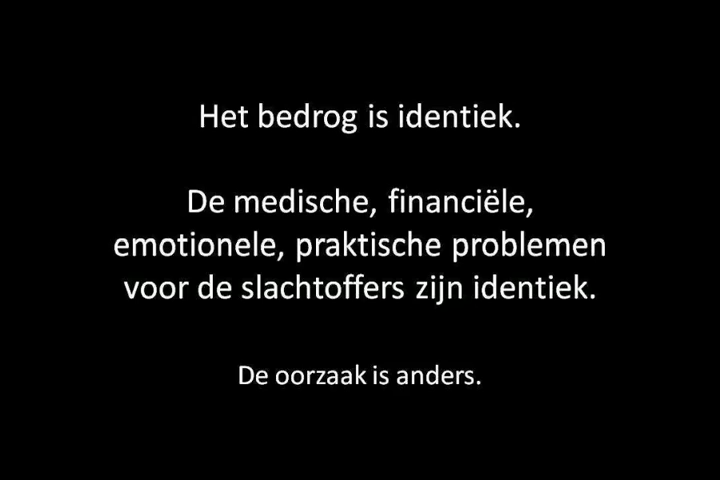 Het bedrog is identiek.
De medische, financiële,
emotionele, praktische problemen
voor de slachtoffers zijn identiek.
De oorzaak is anders.